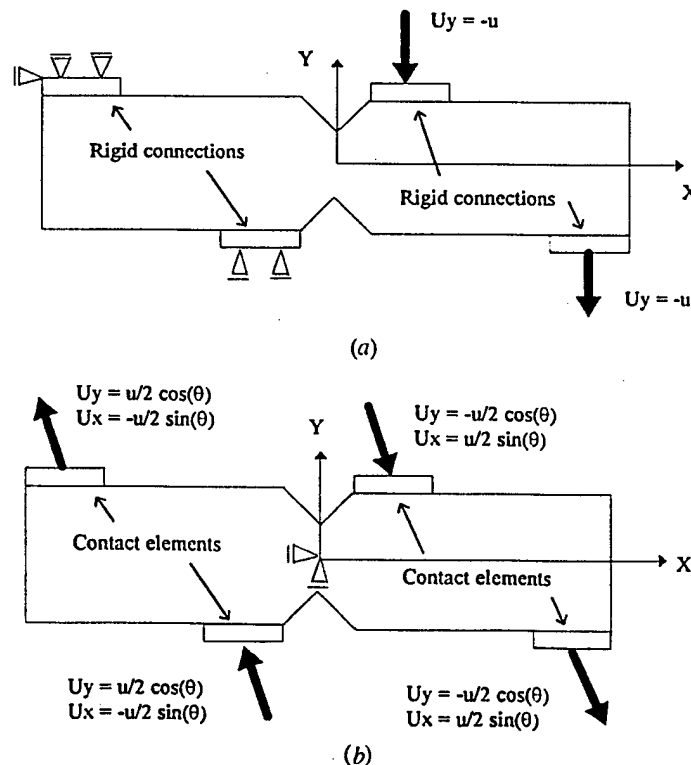 Uy = -u
Y
Rigid connections
Rigid connections
X
Uy = -u
(a)
Uy = u/2 cos(θ)
Ux = -u/2 sin(θ)
Uy = -u/2 cos(θ)
Ux = u/2 sin(θ)
Y
Contact elements
Contact elements
X
Uy = u/2 cos(θ)
Ux = -u/2 sin(θ)
Uy = -u/2 cos(θ)
Ux = u/2 sin(θ)
(b)